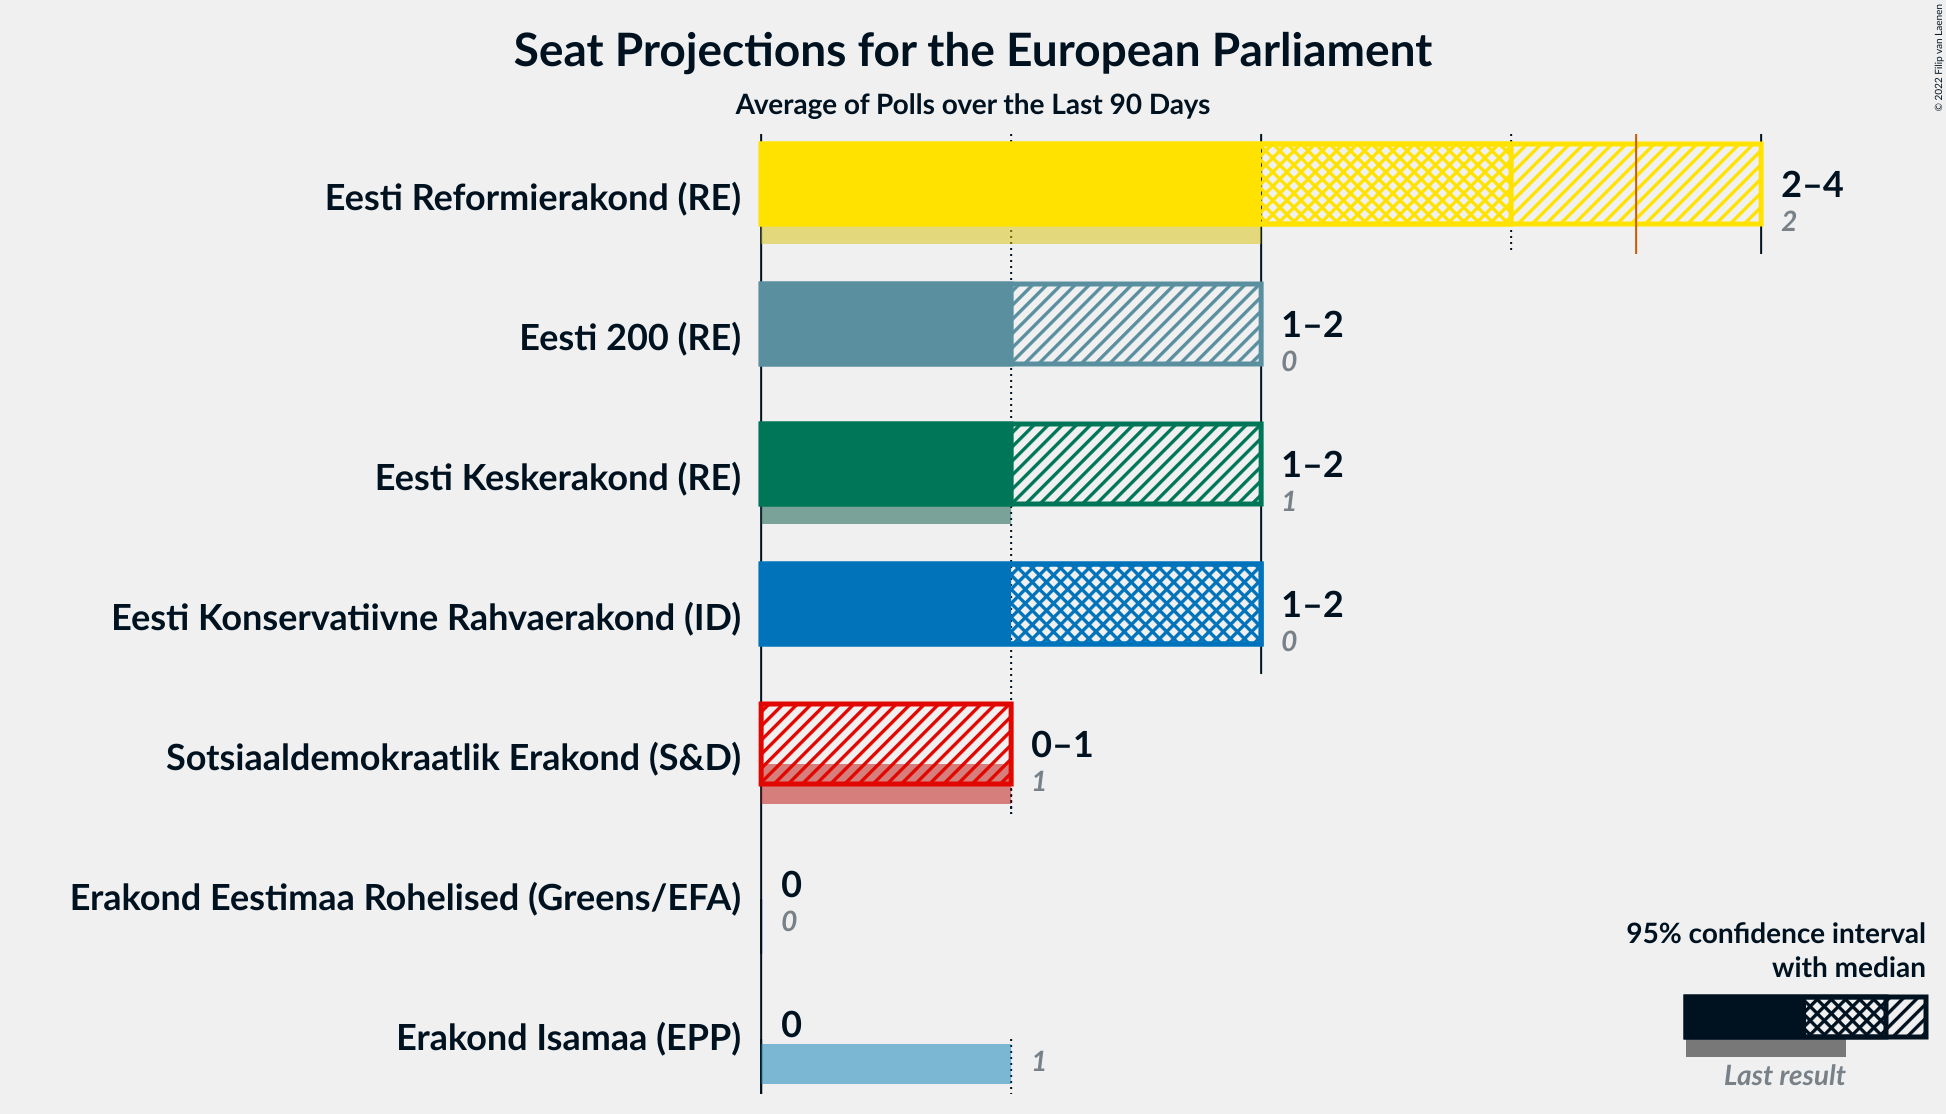 Seat Projections for the European Parliament
Average of Polls over the Last 90 Days
© 2022 Filip van Laenen
Eesti Reformierakond (RE)
2–4
2
Eesti 200 (RE)
1–2
0
Eesti Keskerakond (RE)
1–2
1
Eesti Konservatiivne Rahvaerakond (ID)
1–2
0
Sotsiaaldemokraatlik Erakond (S&D)
0–1
1
Erakond Eestimaa Rohelised (Greens/EFA)
0
0
Erakond Isamaa (EPP)
0
1
95% confidence interval
with median
Last result